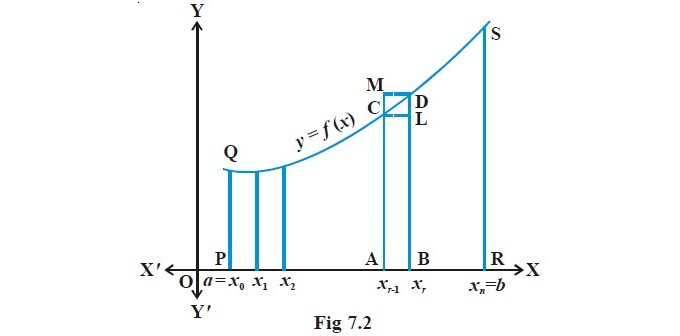 Y
S
M
C D
L
y = f (x)
Q
P A B R
X′ X
O a = x₀ x₁ x₂ xᵣ₋₁ xᵣ xₙ=b
Y′
Fig 7.2